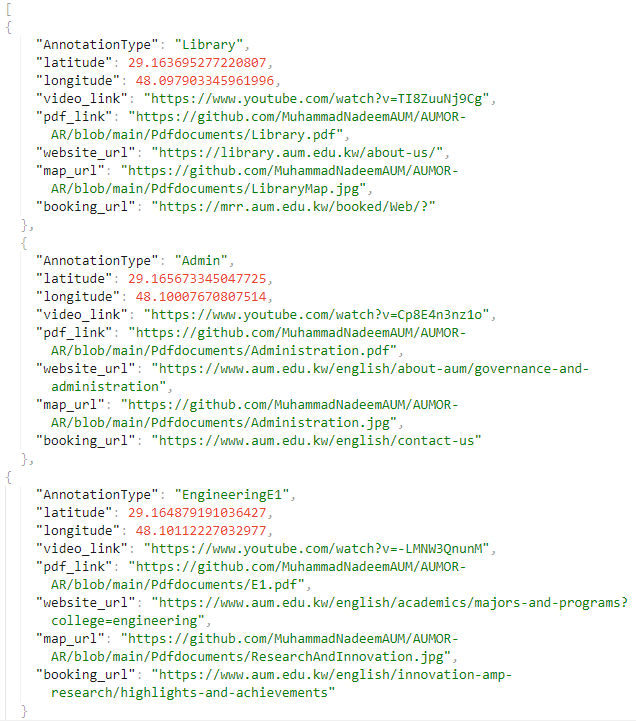 [
{
"AnnotationType": "Library",
"latitude": 29.163695277220807,
"longitude": 48.097903345961996,
"video_link": "https://www.youtube.com/watch?v=TI8ZuuNj9Cg",
"pdf_link": "https://github.com/MuhammadNadeemAUM/AUMOR-
AR/blob/main/Pdfdocuments/Library.pdf",
"website_url": "https://library.aum.edu.kw/about-us/",
"map_url": "https://github.com/MuhammadNadeemAUM/AUMOR-
AR/blob/main/Pdfdocuments/LibraryMap.jpg",
"booking_url": "https://mrr.aum.edu.kw/booked/Web/?"
},
{
"AnnotationType": "Admin",
"latitude": 29.165673345047725,
"longitude": 48.10007670807514,
"video_link": "https://www.youtube.com/watch?v=Cp8E4n3nz1o",
"pdf_link": "https://github.com/MuhammadNadeemAUM/AUMOR-
AR/blob/main/Pdfdocuments/Administration.pdf",
"website_url": "https://www.aum.edu.kw/english/about-aum/governance-and-
administration",
"map_url": "https://github.com/MuhammadNadeemAUM/AUMOR-
AR/blob/main/Pdfdocuments/Administration.jpg",
"booking_url": "https://www.aum.edu.kw/english/contact-us"
},
{
"AnnotationType": "EngineeringE1",
"latitude": 29.164879191036427,
"longitude": 48.10112227032977,
"video_link": "https://www.youtube.com/watch?v=-LMNW3QnunM",
"pdf_link": "https://github.com/MuhammadNadeemAUM/AUMOR-
AR/blob/main/Pdfdocuments/E1.pdf",
"website_url": "https://www.aum.edu.kw/english/academics/majors-and-programs?
college=engineering",
"map_url": "https://github.com/MuhammadNadeemAUM/AUMOR-
AR/blob/main/Pdfdocuments/ResearchAndInnovation.jpg",
"booking_url": "https://www.aum.edu.kw/english/innovation-amp-
research/highlights-and-achievements"
}